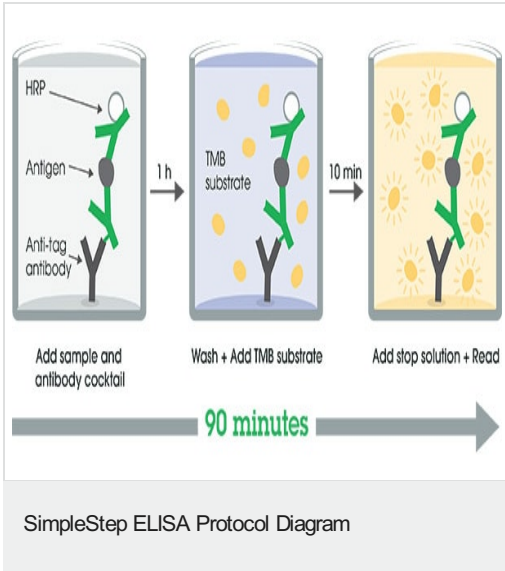 HRP
Antigen
Anti-tag
antibody
1 h
TMB
substrate
10 min
Add sample and
antibody cocktail
Wash + Add TMB substrate
Add stop solution + Read
90 minutes
SimpleStep ELISA Protocol Diagram